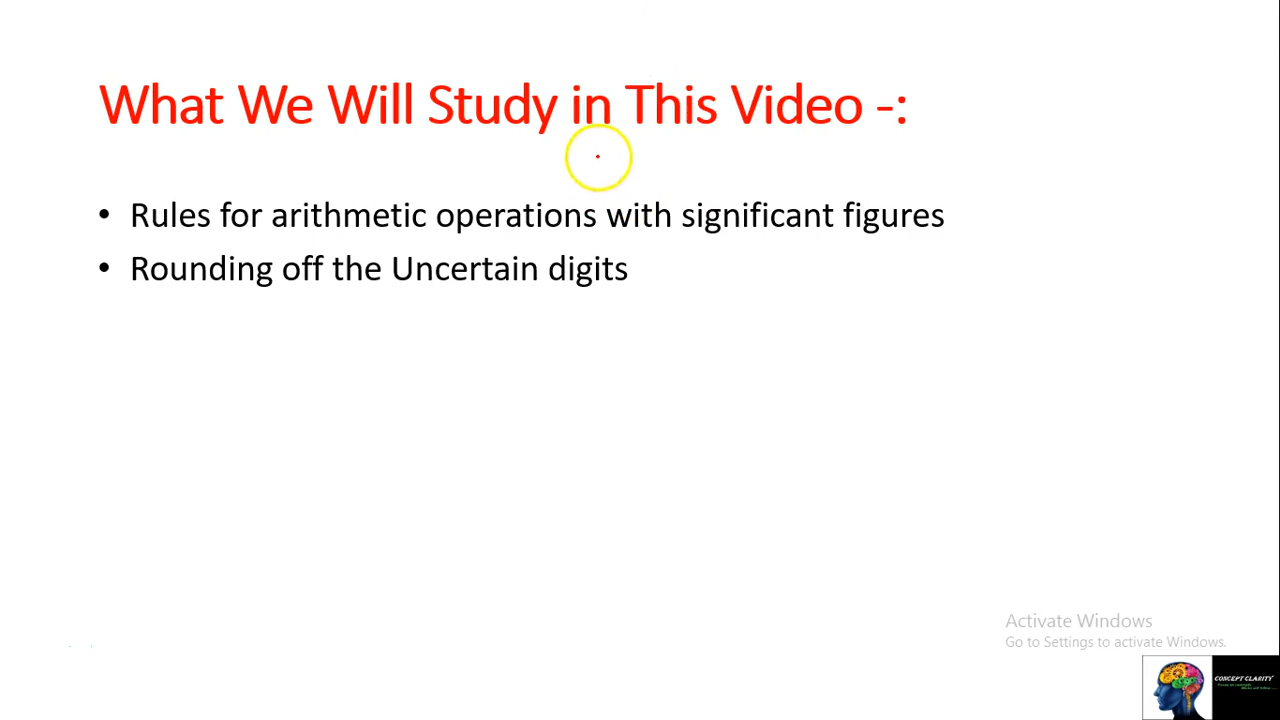 What We Will Study in This Video -:
• Rules for arithmetic operations with significant figures
• Rounding off the Uncertain digits
Activate Windows
Go to Settings to activate Windows.
CONCEPT CLARITY